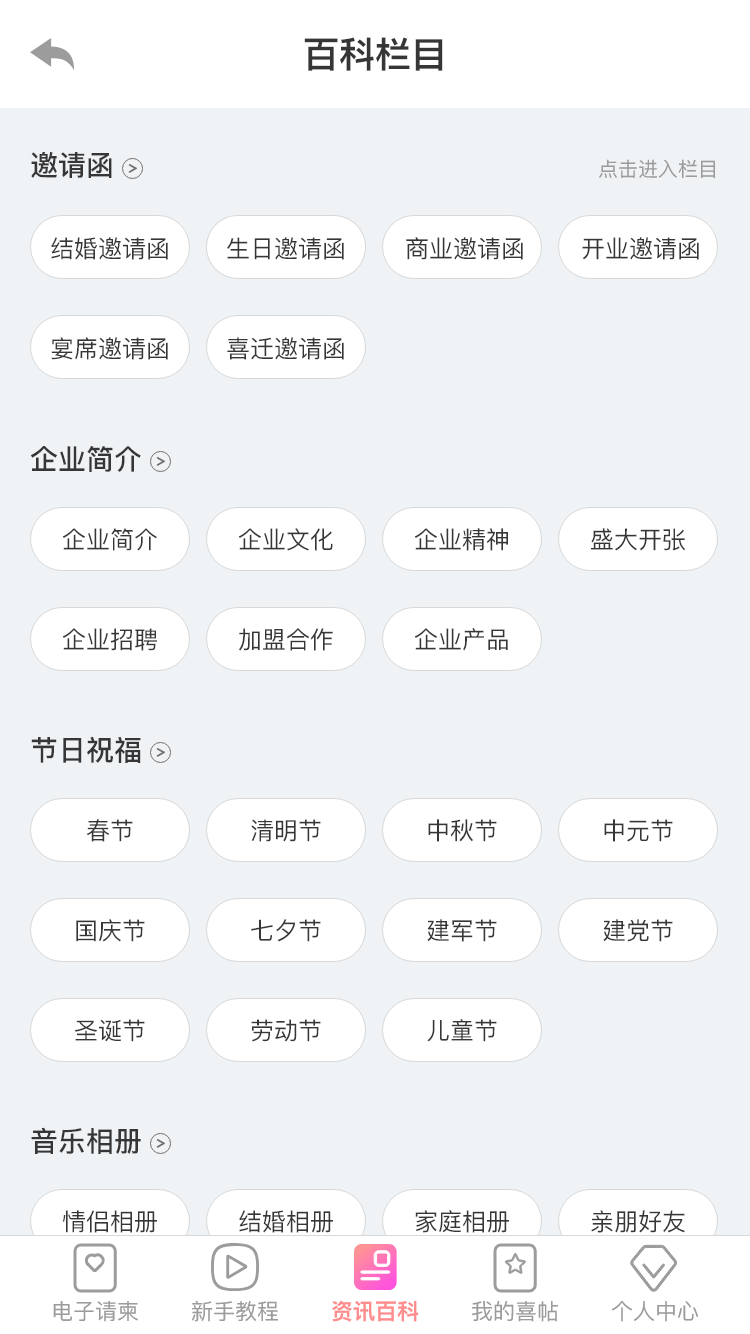 百科栏目
邀请函
点击进入栏目
结婚邀请函 生日邀请函 商业邀请函 开业邀请函
宴席邀请函 喜迁邀请函
企业简介
企业简介 企业文化 企业精神 盛大开张
企业招聘 加盟合作 企业产品
节日祝福
春节 清明节 中秋节 中元节
国庆节 七夕节 建军节 建党节
圣诞节 劳动节 儿童节
音乐相册
情侣相册 结婚相册 家庭相册 亲朋好友
电子请柬 新手教程 资讯百科 我的喜帖 个人中心